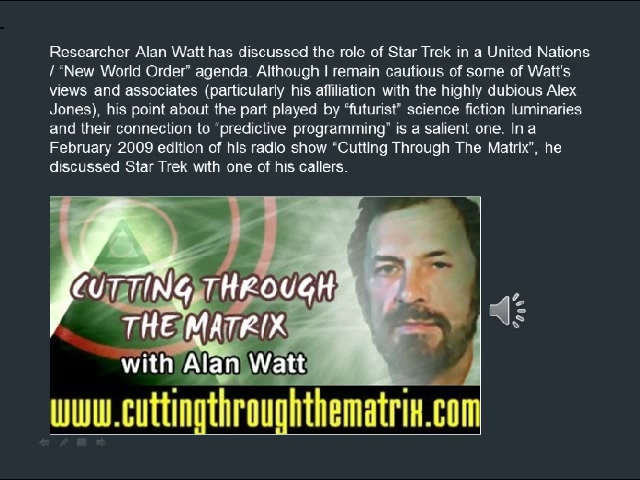 Researcher Alan Watt has discussed the role of Star Trek in a United Nations
/ “New World Order” agenda. Although I remain cautious of some of Watt’s
views and associates (particularly his affiliation with the highly dubious Alex
Jones), his point about the part played by “futurist” science fiction luminaries
and their connection to “predictive programming” is a salient one. In a
February 2009 edition of his radio show “Cutting Through The Matrix”, he
discussed Star Trek with one of his callers.
CUTTING THROUGH
THE MATRIX
with Alan Watt
www.cuttingthroughthematrix.com